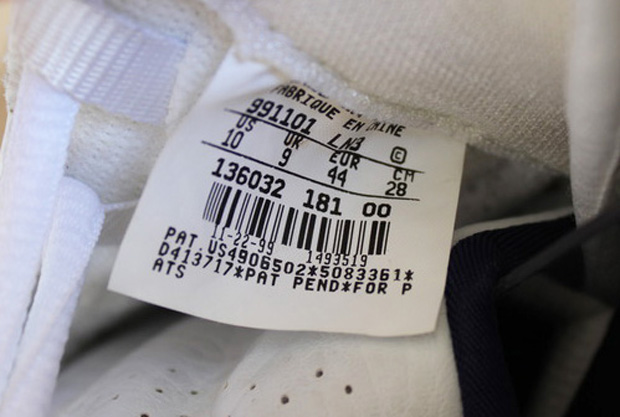 FABRIQUE EN CHINE
991101 LN3 ©
US UK EUR CM
10 9 44 28
136032 181 00
11-22-99 1493519
PAT.US4906502*5083361*
D413717*PAT PEND*FOR P
ATS